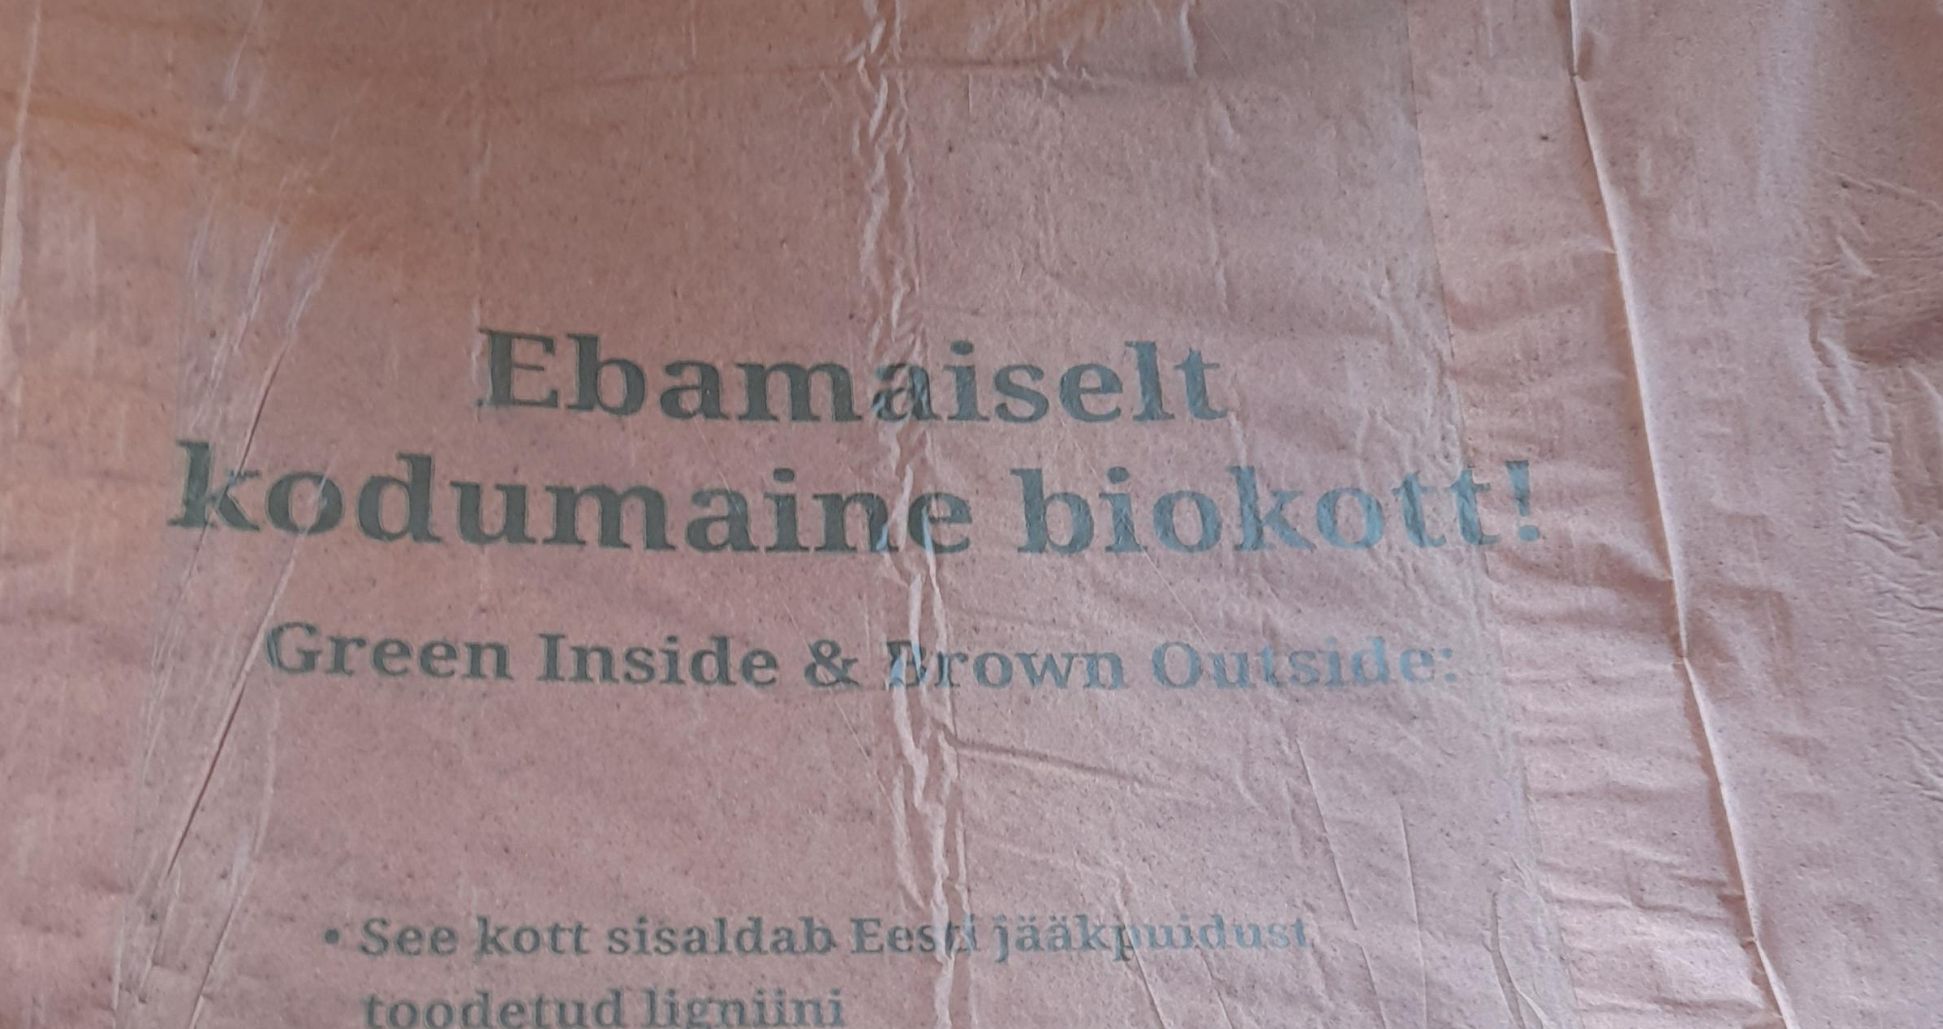 Ebamaiselt
kodumaine biokott!
Green Inside & Brown Outside:
• See kott sisaldab Eesti jääkpuidust
toodetud ligniini